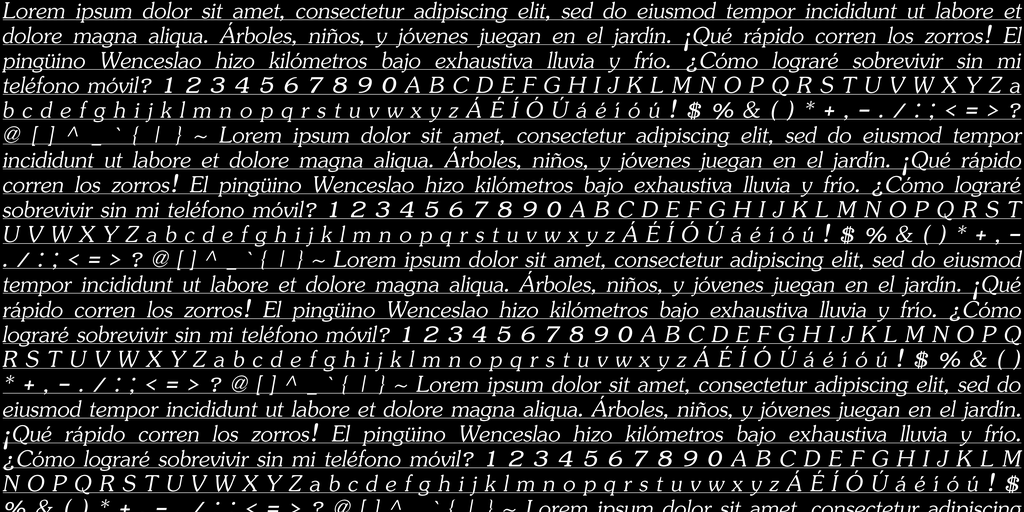 Lorem ipsum dolor sit amet, consectetur adipiscing elit, sed do eiusmod tempor incididunt ut labore et
dolore magna aliqua. Árboles, niños, y jóvenes juegan en el jardín. ¡Qué rápido corren los zorros! El
pingüino Wenceslao hizo kilómetros bajo exhaustiva lluvia y frío. ¿Cómo lograré sobrevivir sin mi
teléfono móvil? 1 2 3 4 5 6 7 8 9 0 A B C D E F G H I J K L M N O P Q R S T U V W X Y Z a
b c d e f g h i j k l m n o p q r s t u v w x y z Á É Í Ó Ú á é í ó ú ! $ % & ( ) * + , - . / : ; < = > ?
@ [ ] ^ _ ` { | } ~ Lorem ipsum dolor sit amet, consectetur adipiscing elit, sed do eiusmod tempor
incididunt ut labore et dolore magna aliqua. Árboles, niños, y jóvenes juegan en el jardín. ¡Qué rápido
corren los zorros! El pingüino Wenceslao hizo kilómetros bajo exhaustiva lluvia y frío. ¿Cómo lograré
sobrevivir sin mi teléfono móvil? 1 2 3 4 5 6 7 8 9 0 A B C D E F G H I J K L M N O P Q R S T
U V W X Y Z a b c d e f g h i j k l m n o p q r s t u v w x y z Á É Í Ó Ú á é í ó ú ! $ % & ( ) * + , -
. / : ; < = > ? @ [ ] ^ _ ` { | } ~ Lorem ipsum dolor sit amet, consectetur adipiscing elit, sed do eiusmod
tempor incididunt ut labore et dolore magna aliqua. Árboles, niños, y jóvenes juegan en el jardín. ¡Qué
rápido corren los zorros! El pingüino Wenceslao hizo kilómetros bajo exhaustiva lluvia y frío. ¿Cómo
lograré sobrevivir sin mi teléfono móvil? 1 2 3 4 5 6 7 8 9 0 A B C D E F G H I J K L M N O P Q
R S T U V W X Y Z a b c d e f g h i j k l m n o p q r s t u v w x y z Á É Í Ó Ú á é í ó ú ! $ % & ( )
* + , - . / : ; < = > ? @ [ ] ^ _ ` { | } ~ Lorem ipsum dolor sit amet, consectetur adipiscing elit, sed do
eiusmod tempor incididunt ut labore et dolore magna aliqua. Árboles, niños, y jóvenes juegan en el jardín.
¡Qué rápido corren los zorros! El pingüino Wenceslao hizo kilómetros bajo exhaustiva lluvia y frío.
¿Cómo lograré sobrevivir sin mi teléfono móvil? 1 2 3 4 5 6 7 8 9 0 A B C D E F G H I J K L M
N O P Q R S T U V W X Y Z a b c d e f g h i j k l m n o p q r s t u v w x y z Á É Í Ó Ú á é í ó ú ! $
% & ( ) * + , - . / : ; < = > ? @ [ ] ^ _ ` { | } ~ Lorem ipsum dolor sit amet, consectetur adipiscing